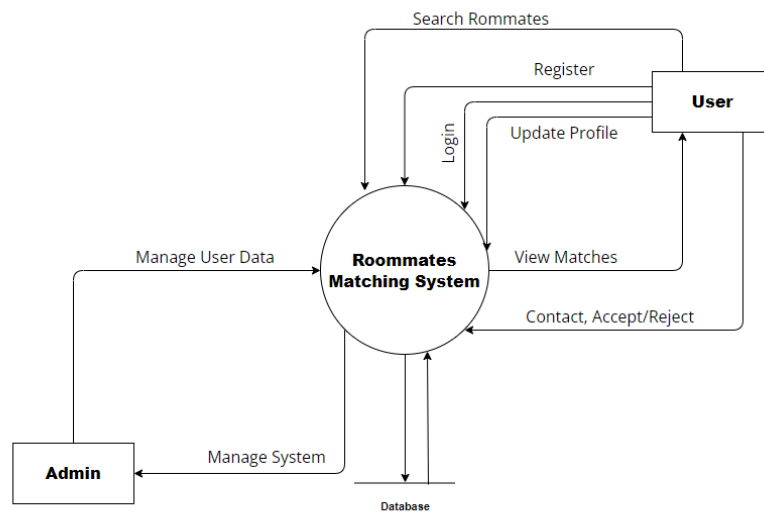 Search Rommates
Register
User
Login
Update Profile
Roommates
Matching System
Manage User Data
View Matches
Contact, Accept/Reject
Manage System
Admin
Database